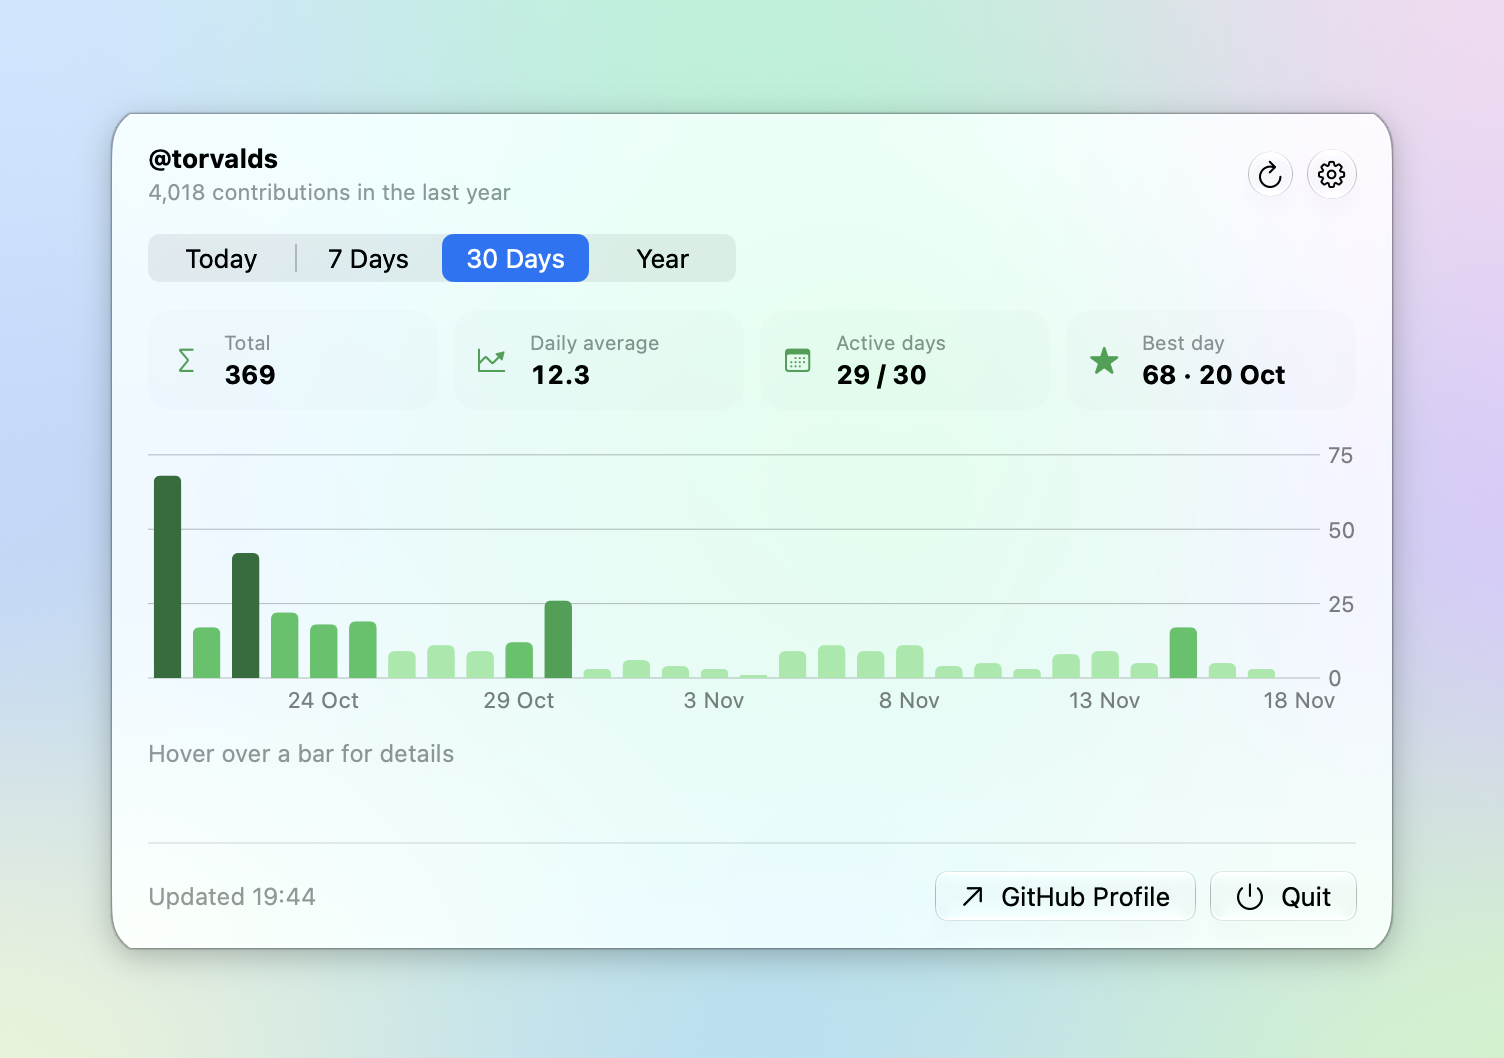 @torvalds
4,018 contributions in the last year
Today
7 Days
30 Days
Year
Total
369
Daily average
12.3
Active days
29 / 30
Best day
68 · 20 Oct
75
50
25
0
24 Oct
29 Oct
3 Nov
8 Nov
13 Nov
18 Nov
Hover over a bar for details
Updated 19:44
GitHub Profile
Quit